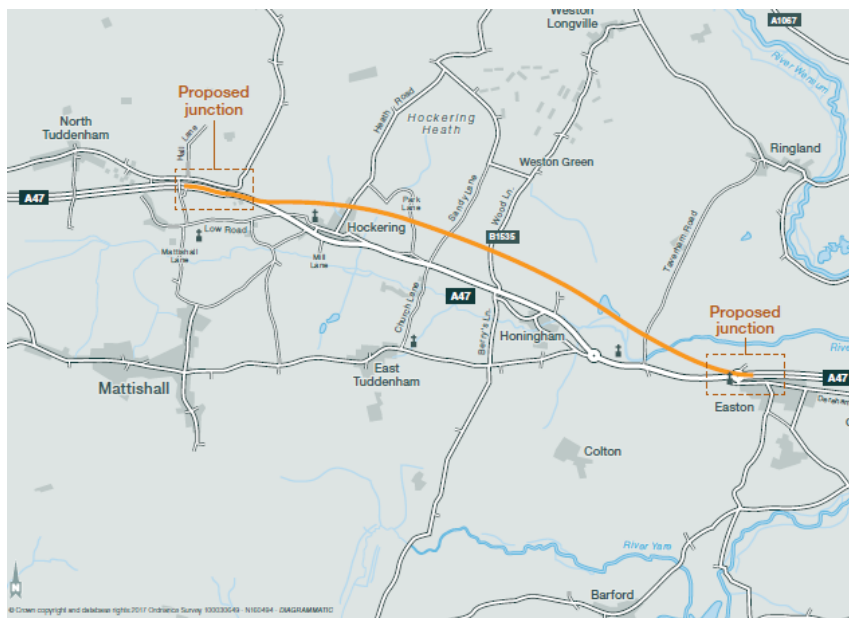 Weston
Longville
A1067
River Wensum
Proposed
junction
North
Tuddenham
Hall Lane
Heath Road
Hockering
Heath
Ringland
Weston Green
A47
Park
Lane
Sandy Lane
Wood Ln.
Taverham Road
Low Road
Hockering
Mattishall
Lane
Mill
Lane
B1535
A47
Church Lane
Berry's Ln.
Honingham
Proposed
junction
River
A47
Mattishall
East
Tuddenham
Easton
Colton
River Yare
Barford
N
© Crown copyright and database rights 2017 Ordnance Survey 100030649 - N160494 - DIAGRAMMATIC